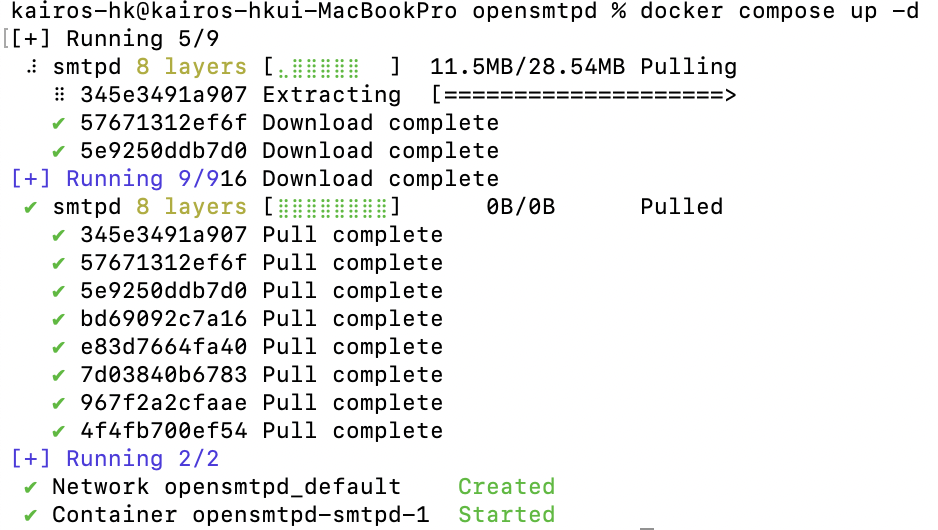 kairos-hk@kairos-hkui-MacBookPro opensmtpd % docker compose up -d
[[+] Running 5/9
⠼ smtpd 8 layers [⣀⣿⣿⣿⣿⣿  ] 11.5MB/28.54MB Pulling
⠿ 345e3491a907 Extracting [====================>
✔ 57671312ef6f Download complete
✔ 5e9250ddb7d0 Download complete
[+] Running 9/916 Download complete
✔ smtpd 8 layers [⣿⣿⣿⣿⣿⣿⣿⣿] 0B/0B Pulled
✔ 345e3491a907 Pull complete
✔ 57671312ef6f Pull complete
✔ 5e9250ddb7d0 Pull complete
✔ bd69092c7a16 Pull complete
✔ e83d7664fa40 Pull complete
✔ 7d03840b6783 Pull complete
✔ 967f2a2cfaae Pull complete
✔ 4f4fb700ef54 Pull complete
[+] Running 2/2
✔ Network opensmtpd_default Created
✔ Container opensmtpd-smtpd-1 Started